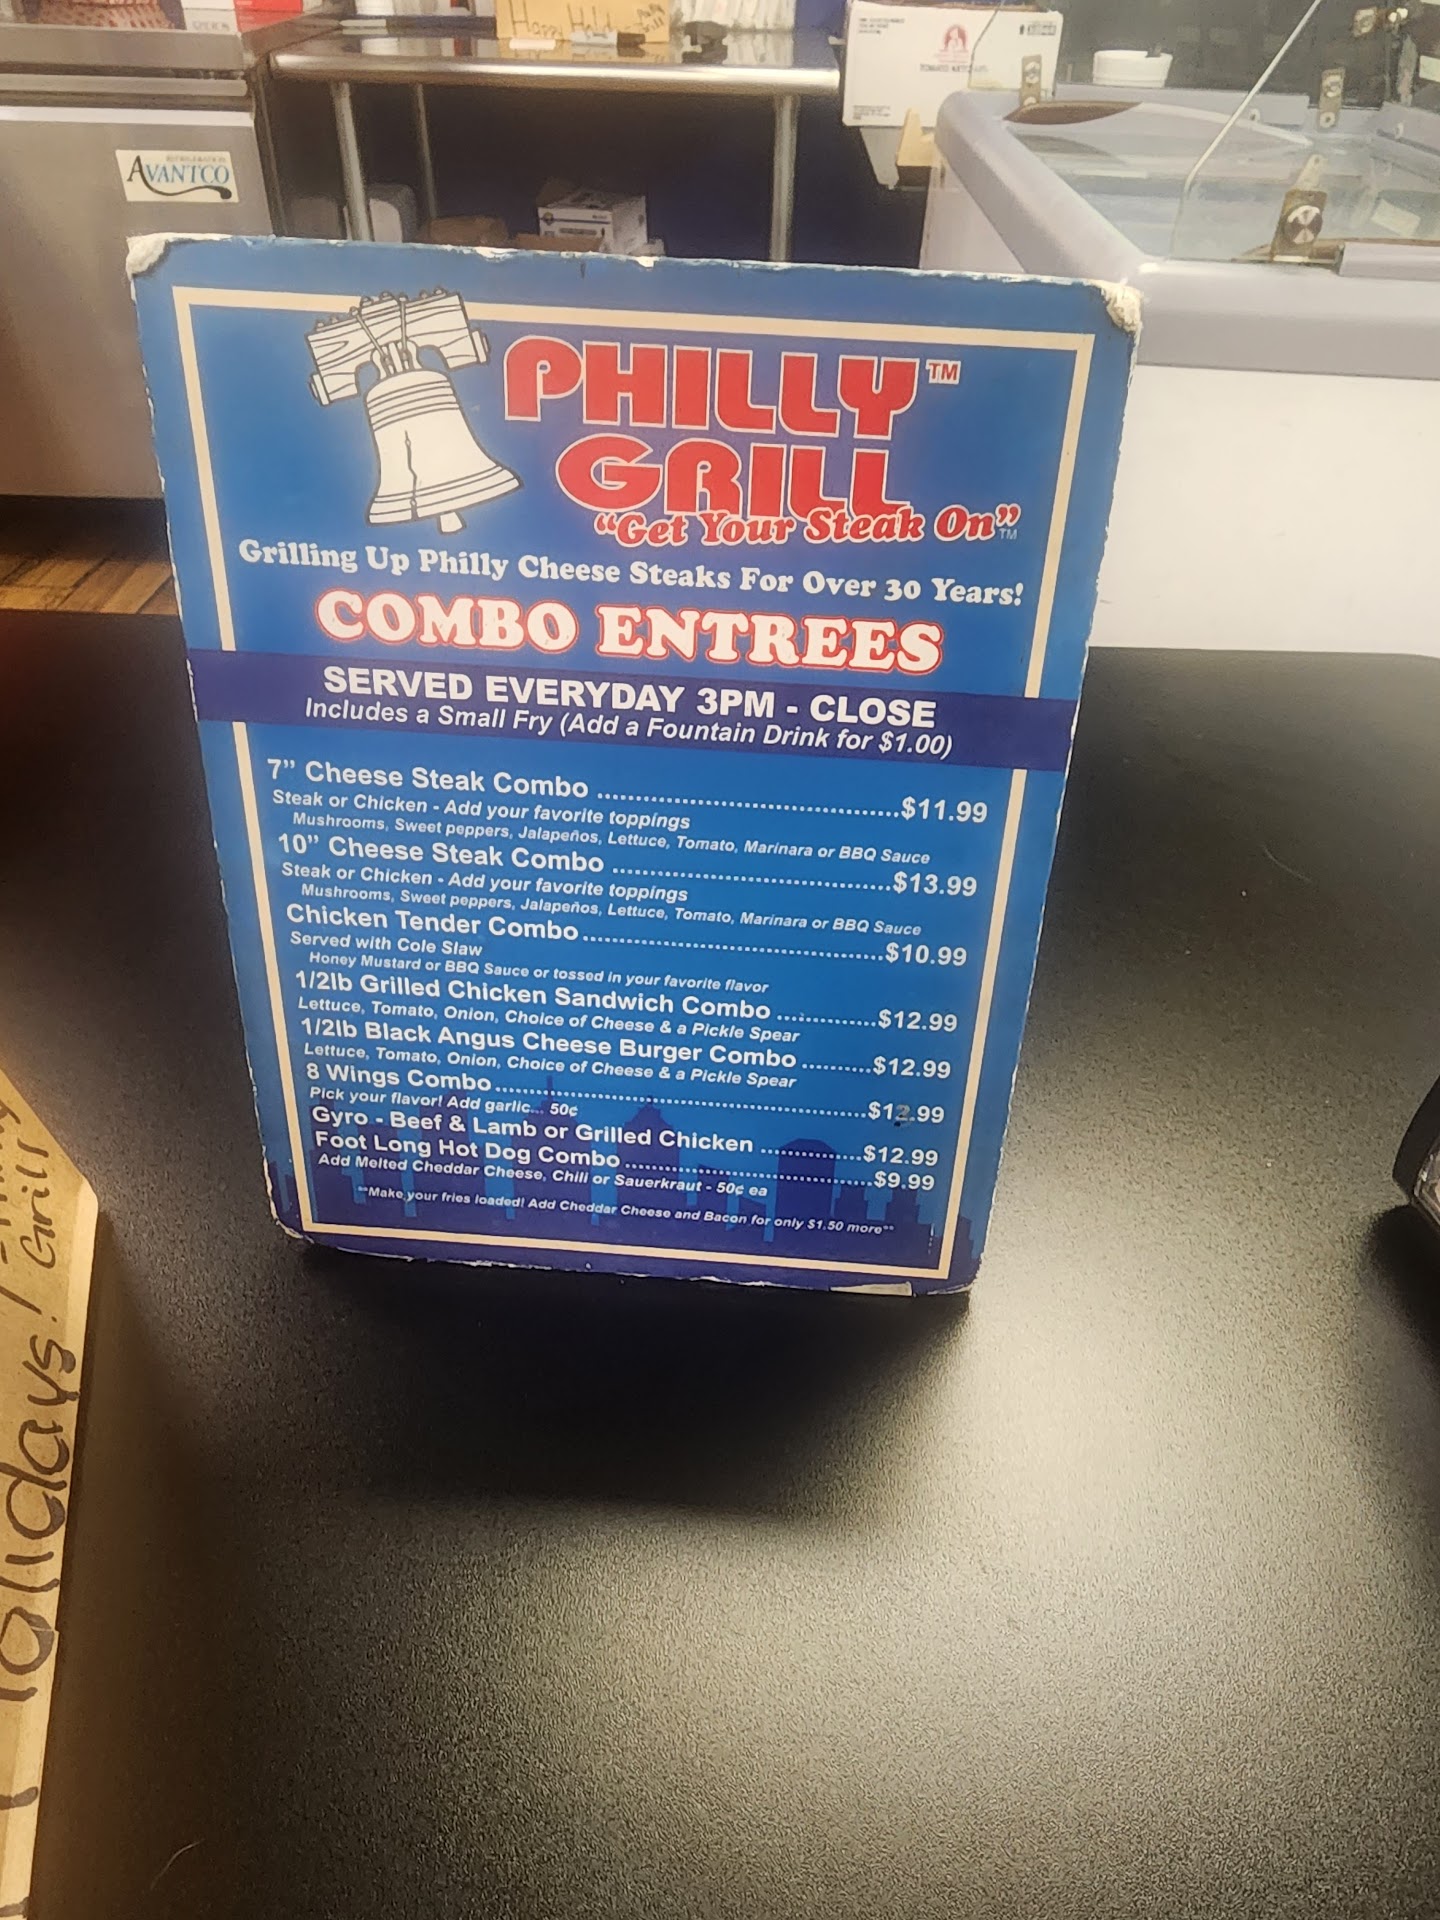 AVANTCO
PHILLY™
GRILL
"Get Your Steak On"™
Grilling Up Philly Cheese Steaks For Over 30 Years!
COMBO ENTREES
SERVED EVERYDAY 3PM - CLOSE
Includes a Small Fry (Add a Fountain Drink for $1.00)
7" Cheese Steak Combo ........................................$11.99
Steak or Chicken - Add your favorite toppings
Mushrooms, Sweet peppers, Jalapeños, Lettuce, Tomato, Marinara or BBQ Sauce
10" Cheese Steak Combo .....................................$13.99
Steak or Chicken - Add your favorite toppings
Mushrooms, Sweet peppers, Jalapeños, Lettuce, Tomato, Marinara or BBQ Sauce
Chicken Tender Combo........................................$10.99
Served with Cole Slaw
Honey Mustard or BBQ Sauce or tossed in your favorite flavor
1/2lb Grilled Chicken Sandwich Combo .............$12.99
Lettuce, Tomato, Onion, Choice of Cheese & a Pickle Spear
1/2lb Black Angus Cheese Burger Combo ..........$12.99
Lettuce, Tomato, Onion, Choice of Cheese & a Pickle Spear
8 Wings Combo...................................................$12.99
Pick your flavor! Add garlic... 50¢
Gyro - Beef & Lamb or Grilled Chicken ..............$12.99
Foot Long Hot Dog Combo ..................................$9.99
Add Melted Cheddar Cheese, Chili or Sauerkraut - 50¢ ea
**Make your fries loaded! Add Cheddar Cheese and Bacon for only $1.50 more**
Grill